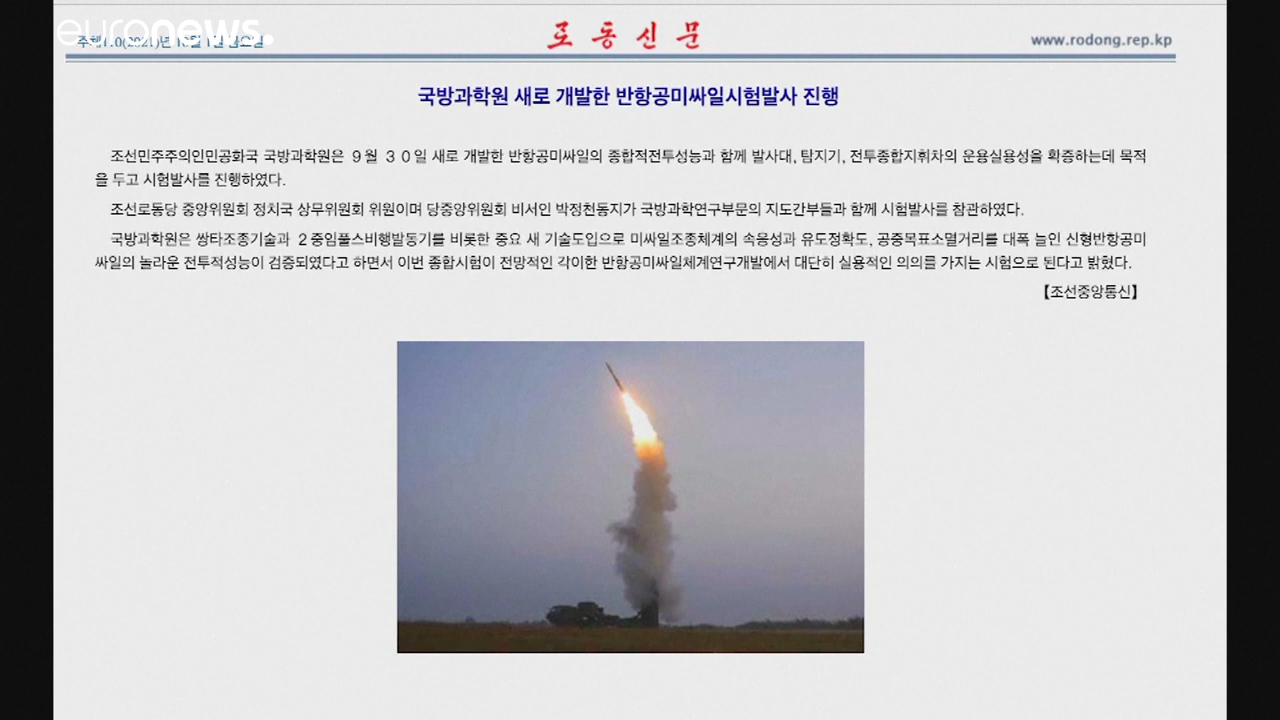 euronews.
로동신문
www.rodong.rep.kp
국방과학원 새로 개발한 반항공미싸일시험발사 진행
조선민주주의인민공화국 국방과학원은 ９월 ３０일 새로 개발한 반항공미싸일의 종합적전투성능과 함께 발사대, 탐지기, 전투종합지휘차의 운용실용성을 확증하는데 목적
을 두고 시험발사를 진행하였다.
조선로동당 중앙위원회 정치국 상무위원회 위원이며 당중앙위원회 비서인 박정천동지가 국방과학연구부문의 지도간부들과 함께 시험발사를 참관하였다.
국방과학원은 쌍타조종기술과 ２중임풀스비행발동기를 비롯한 중요 새 기술도입으로 미싸일조종체계의 속응성과 유도정확도, 공중목표소멸거리를 대폭 늘인 신형반항공미
싸일의 놀라운 전투적성능이 검증되였다고 하면서 이번 종합시험이 전망적인 각이한 반항공미싸일체계연구개발에서 대단히 실용적인 의의를 가지는 시험으로 된다고 밝혔다.
【조선중앙통신】